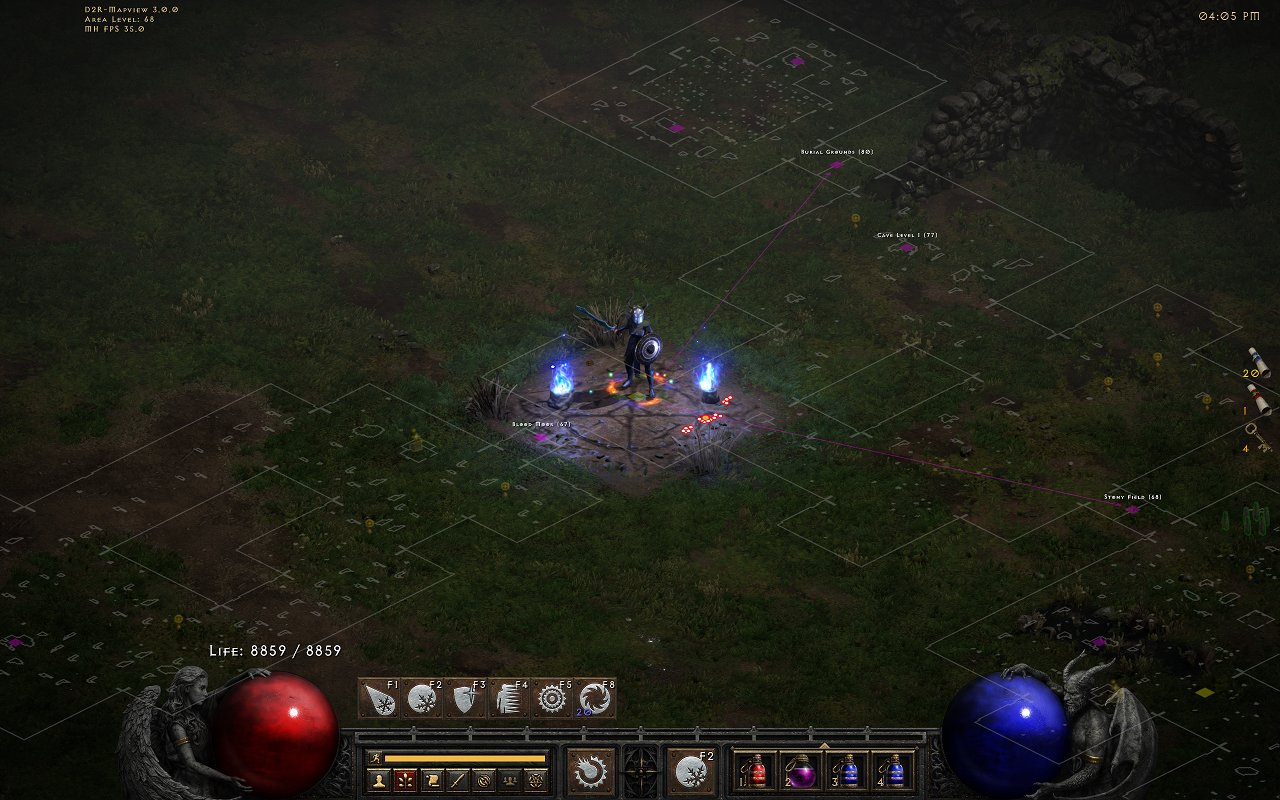 D2R-Mapview 3.0.0
Area Level: 68
MH FPS 35.0
04:05 PM
Burial Grounds (80)
Cave Level 1 (77)
20
1
4
Blood Moor (67)
Stony Field (68)
Life: 8859 / 8859
F1
F2
F3
F4
F5
F8
20
F2
1
2
3
4